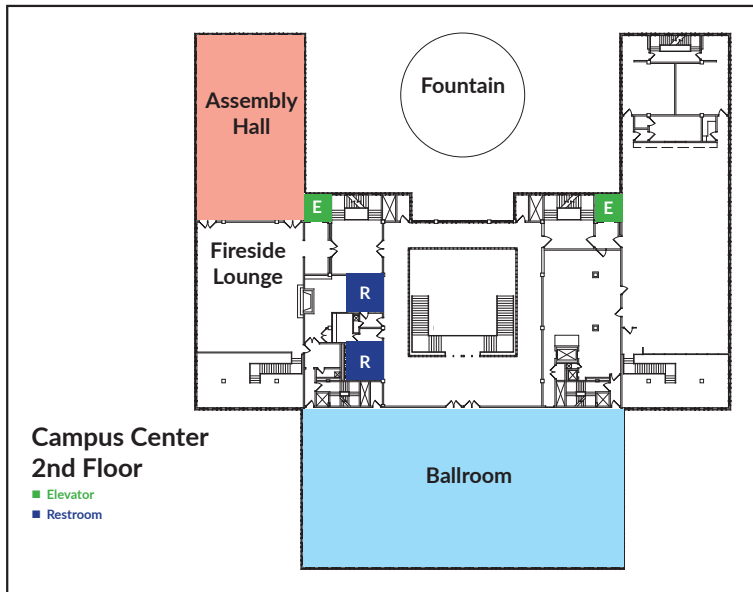 Assembly
Hall
Fountain
E
E
Fireside
Lounge
R
R
Campus Center
2nd Floor
Elevator
Restroom
Ballroom